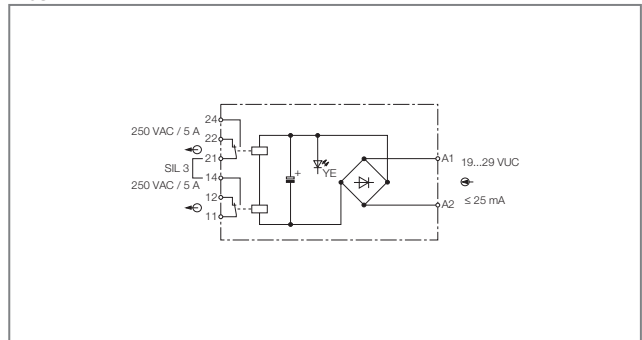 24
250 VAC / 5 A
22
21
SIL 3
14
250 VAC / 5 A
12
11
+
YE
A1
19...29 VUC
A2
≤ 25 mA